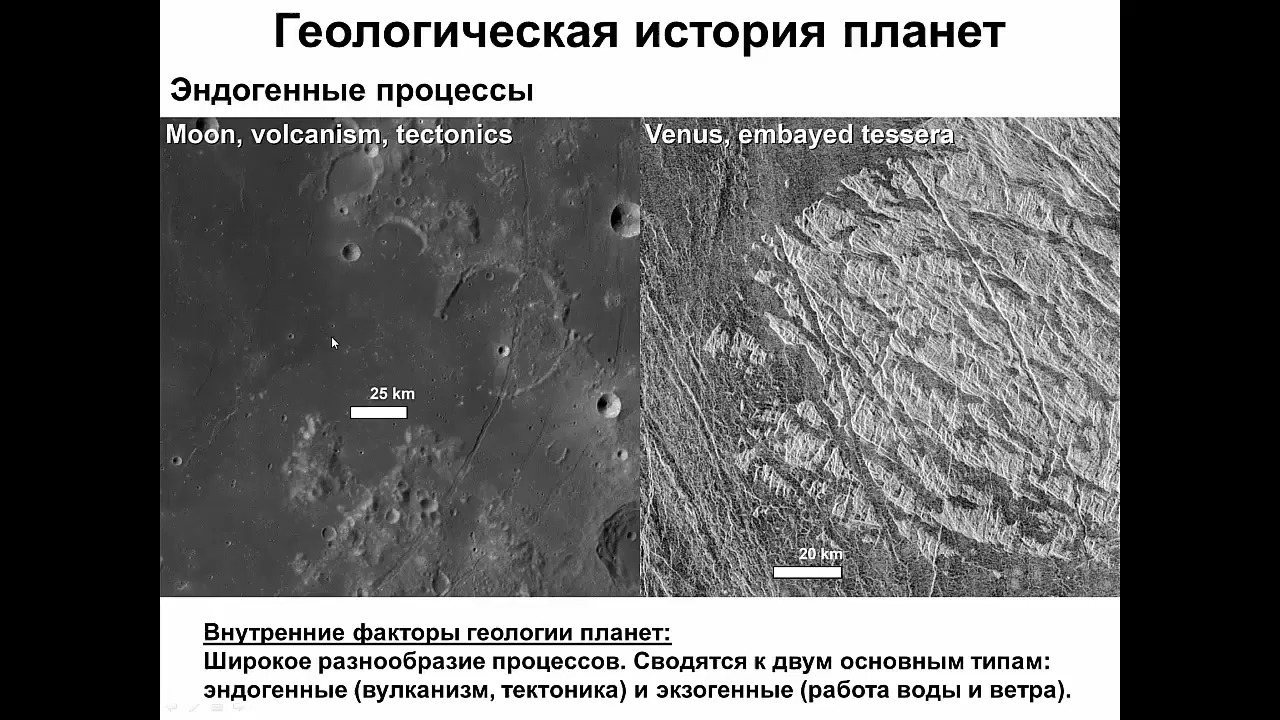 Геологическая история планет
Эндогенные процессы
Moon, volcanism, tectonics
Venus, embayed tessera
25 km
20 km
Внутренние факторы геологии планет:
Широкое разнообразие процессов. Сводятся к двум основным типам:
эндогенные (вулканизм, тектоника) и экзогенные (работа воды и ветра).